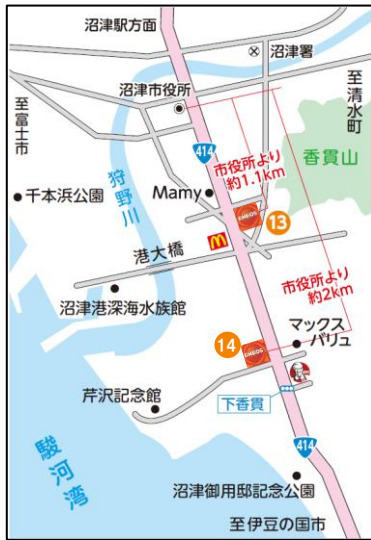 沼津駅方面
沼津署
沼津市役所
至清水町
至富士市
414
市役所より
約1.1km
香貫山
千本浜公園
狩野川
Mamy
ENEOS
13
M
港大橋
市役所より
約2km
沼津港深海水族館
14
ENEOS
マックス
バリュ
芹沢記念館
下香貫
KFC
414
駿河湾
沼津御用邸記念公園
至伊豆の国市